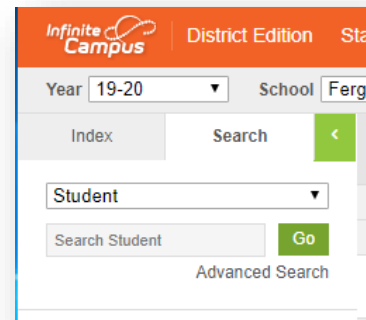 Infinite
Campus
District Edition
Year 19-20 School
Index Search
Student
Search Student Go
Advanced Search